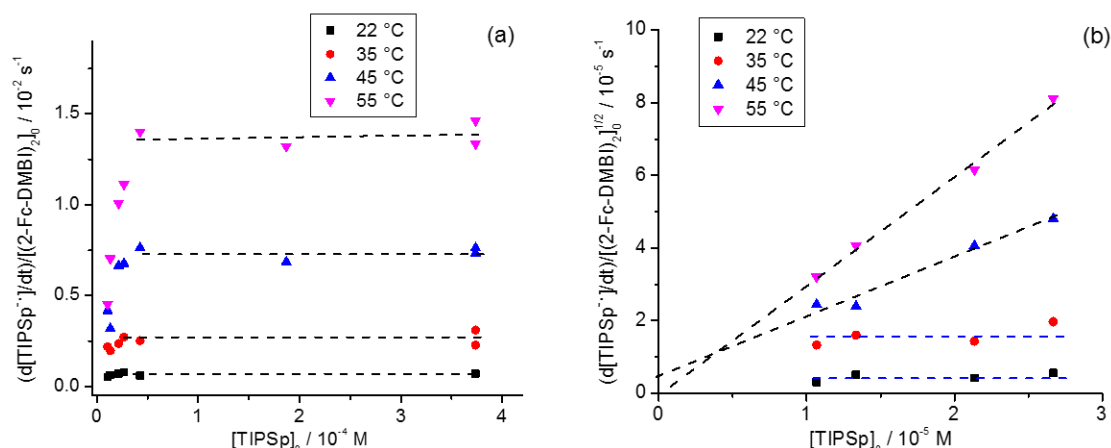 (a)
22 °C
35 °C
45 °C
55 °C
(d[TIPSp⁻˙]/dt)/[(2-Fc-DMBI)₂]₀ / 10⁻² s⁻¹
1.5
1.0
0.5
0.0
0
1
2
3
4
[TIPSp]₀ / 10⁻⁴ M
(b)
22 °C
35 °C
45 °C
55 °C
(d[TIPSp⁻˙]/dt)/[(2-Fc-DMBI)₂]₀¹ᐟ² / 10⁻⁵ s⁻¹
10
8
6
4
2
0
0
1
2
3
[TIPSp]₀ / 10⁻⁵ M